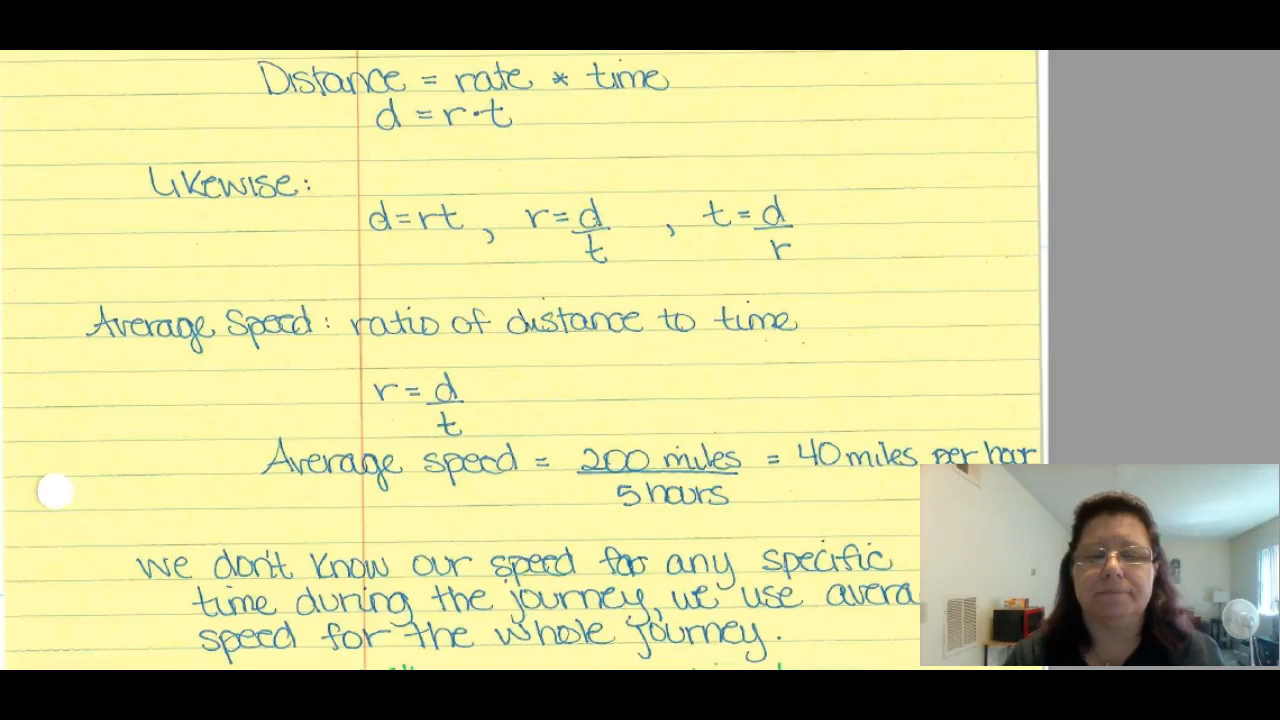 Distance = rate * time
d = r·t
Likewise:
d=rt, r=d/t, t=d/r
Average Speed: ratio of distance to time
r = d/t
Average speed = 200 miles/5 hours = 40 miles per hour
We don't know our speed for any specific
time during the journey, we use avera
speed for the whole journey.